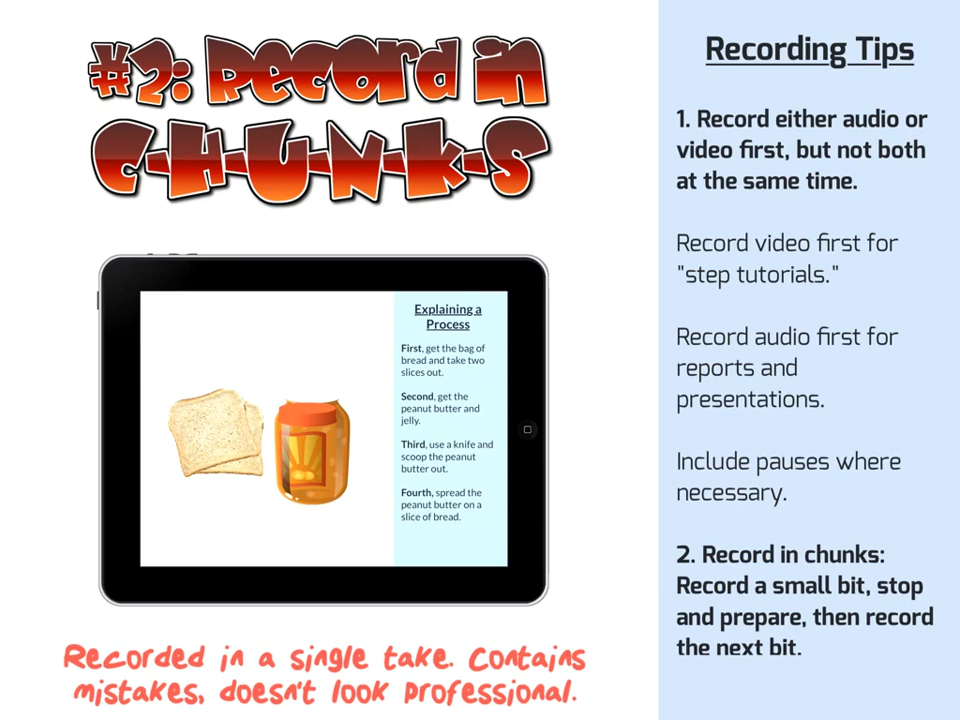 #2: Record in
C-H-U-N-K-S
Explaining a
Process
First, get the bag of
bread and take two
slices out.
Second, get the
peanut butter and
jelly.
Third, use a knife and
scoop the peanut
butter out.
Fourth, spread the
peanut butter on a
slice of bread.
Recorded in a single take. Contains
mistakes, doesn't look professional.
Recording Tips
1. Record either audio or
video first, but not both
at the same time.
Record video first for
"step tutorials."
Record audio first for
reports and
presentations.
Include pauses where
necessary.
2. Record in chunks:
Record a small bit, stop
and prepare, then record
the next bit.